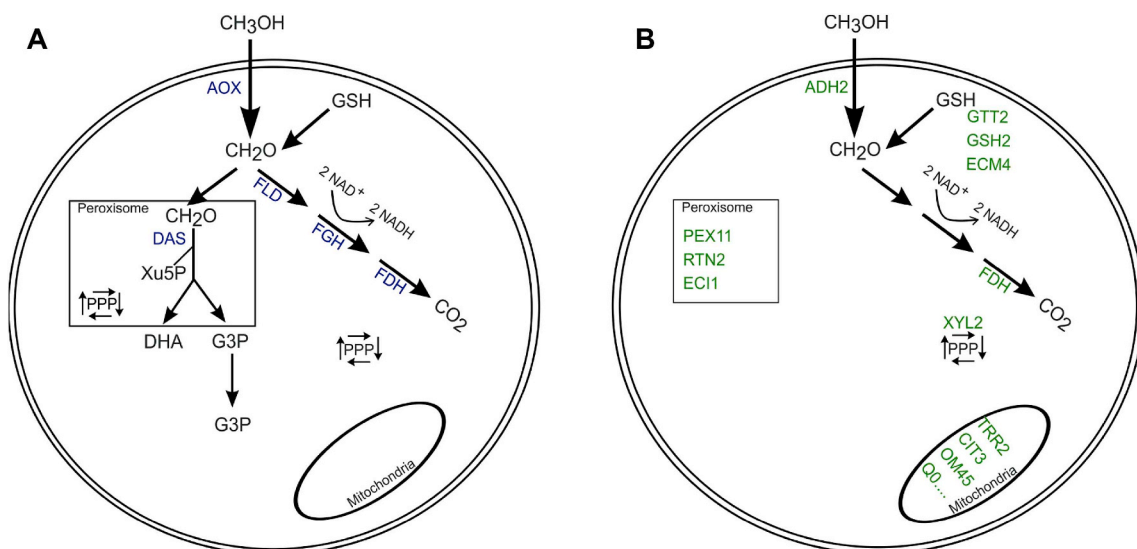 A
CH3OH
AOX
GSH
CH2O
FLD
2 NAD+
2 NADH
FGH
FDH
CO2
Peroxisome
CH2O
DAS
Xu5P
PPP
DHA
G3P
PPP
G3P
Mitochondria
B
CH3OH
ADH2
GSH
GTT2
GSH2
ECM4
CH2O
2 NAD+
2 NADH
FDH
CO2
Peroxisome
PEX11
RTN2
ECI1
XYL2
PPP
TRR2
CIT3
OM45
Q0....
Mitochondria